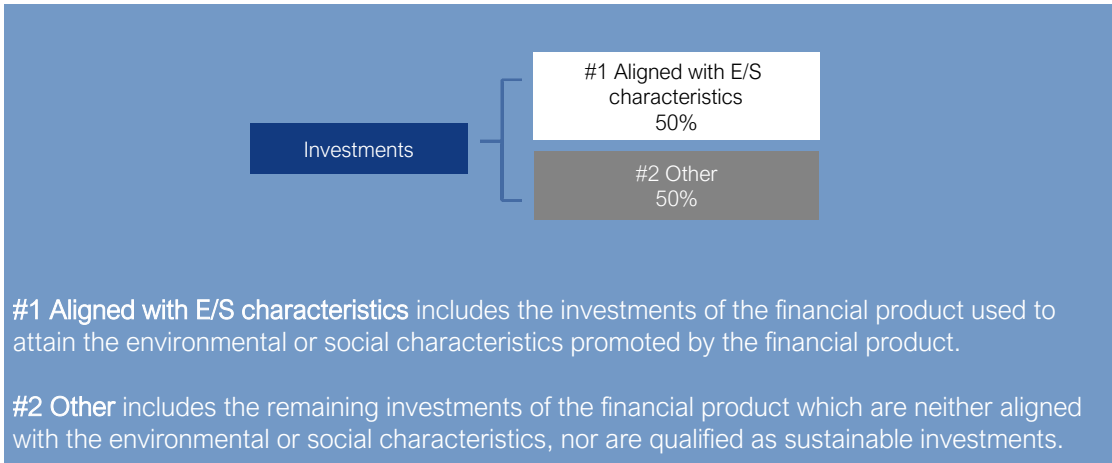 #1 Aligned with E/S
characteristics
50%
Investments
#2 Other
50%
#1 Aligned with E/S characteristics includes the investments of the financial product used to
attain the environmental or social characteristics promoted by the financial product.
#2 Other includes the remaining investments of the financial product which are neither aligned
with the environmental or social characteristics, nor are qualified as sustainable investments.